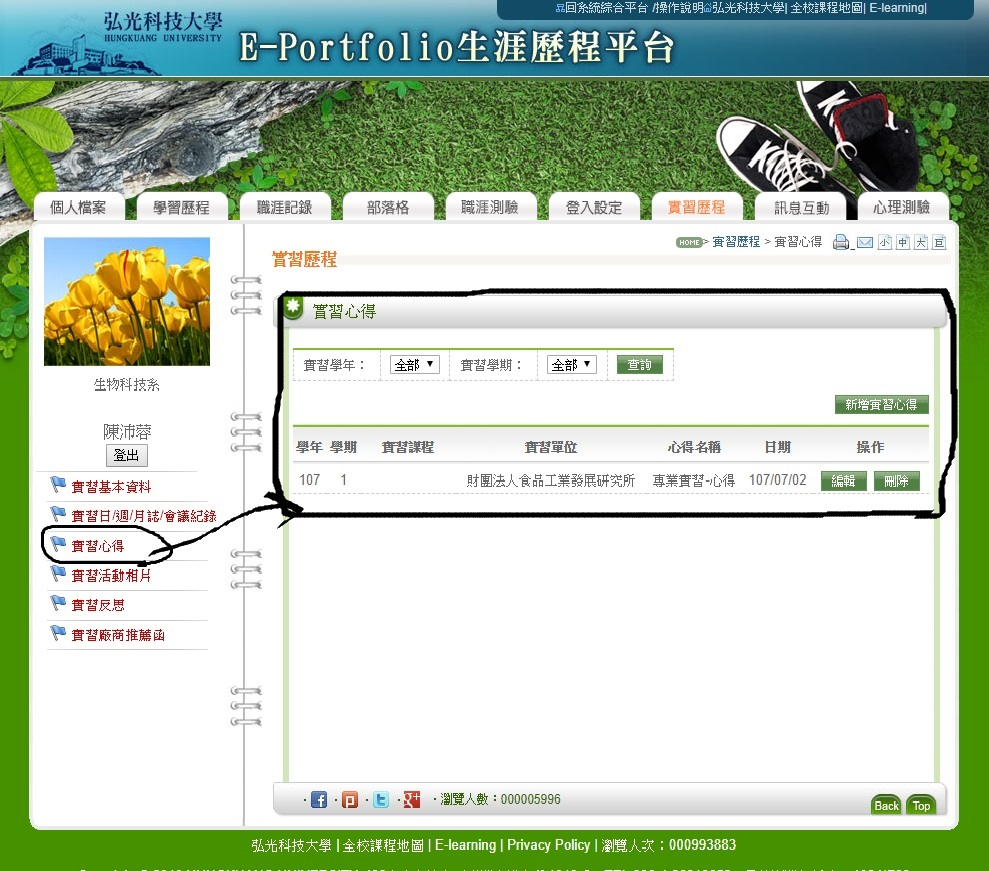 回系統綜合平台 /操作說明 弘光科技大學| 全校課程地圖| E-learning|
弘光科技大學
HUNGKUANG UNIVERSITY
E-Portfolio生涯歷程平台
個人檔案 學習歷程 職涯記錄 部落格 職涯測驗 登入設定 實習歷程 訊息互動 心理測驗
HOME > 實習歷程 > 實習心得 小 中 大 巨
實習歷程
實習心得
實習學年： 全部 實習學期： 全部 查詢
新增實習心得
學年 學期 實習課程 實習單位 心得名稱 日期 操作
107 1 財團法人食品工業發展研究所 專業實習-心得 107/07/02 編輯 刪除
生物科技系
陳沛蓉
登出
實習基本資料
實習日/週/月誌/會議紀錄
實習心得
實習活動相片
實習反思
實習廠商推薦函
‧瀏覽人數：000005996
Back Top
弘光科技大學 | 全校課程地圖 | E-learning | Privacy Policy | 瀏覽人次：000993883